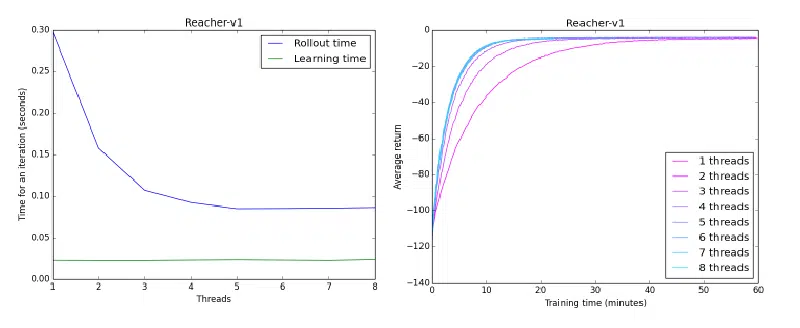 Reacher-v1
0.30
0.25
0.20
0.15
0.10
0.05
0.00
Time for an iteration (seconds)
Rollout time
Learning time
1 2 3 4 5 6 7 8
Threads
Reacher-v1
0
−20
−40
−60
−80
−100
−120
−140
Average return
1 threads
2 threads
3 threads
4 threads
5 threads
6 threads
7 threads
8 threads
0 10 20 30 40 50 60
Training time (minutes)